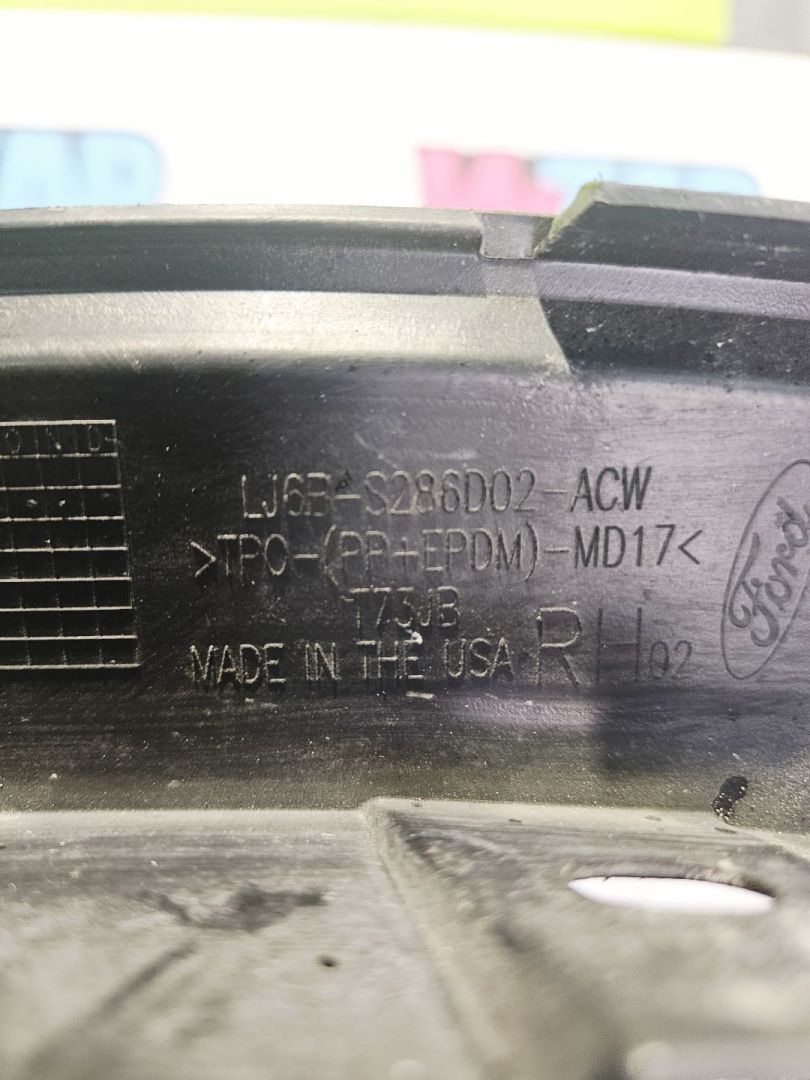 LJ6B-S286D02-ACW
>TPO-(PP+EPDM)-MD17<
T73JB
MADE IN THE USA RH 02
Ford